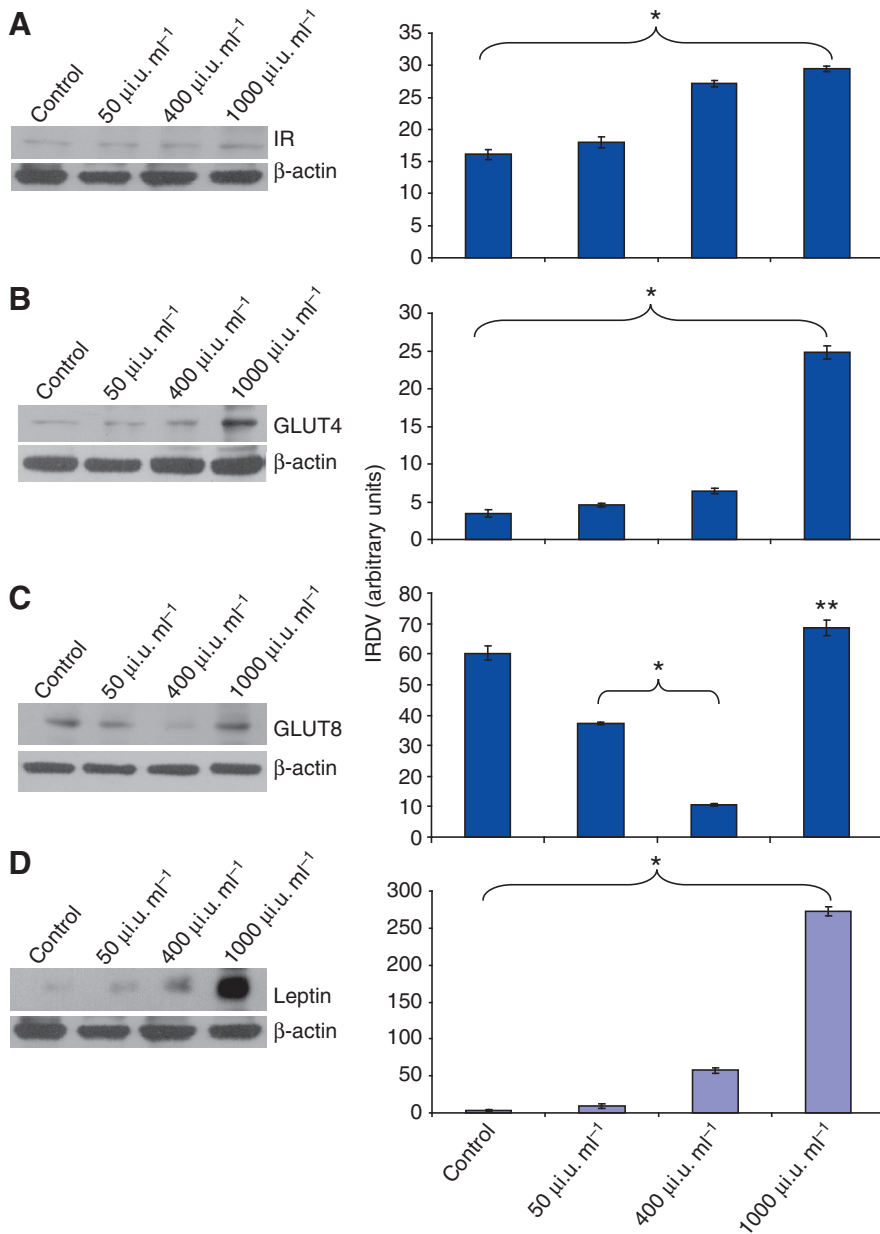 A
Control
50 μi.u. ml⁻¹
400 μi.u. ml⁻¹
1000 μi.u. ml⁻¹
IR
β-actin
*
35
30
25
20
15
10
5
0
B
Control
50 μi.u. ml⁻¹
400 μi.u. ml⁻¹
1000 μi.u. ml⁻¹
GLUT4
β-actin
*
30
25
20
15
10
5
0
IRDV (arbitrary units)
C
Control
50 μi.u. ml⁻¹
400 μi.u. ml⁻¹
1000 μi.u. ml⁻¹
GLUT8
β-actin
*
**
80
70
60
50
40
30
20
10
0
D
Control
50 μi.u. ml⁻¹
400 μi.u. ml⁻¹
1000 μi.u. ml⁻¹
Leptin
β-actin
*
300
250
200
150
100
50
0
Control
50 μi.u. ml⁻¹
400 μi.u. ml⁻¹
1000 μi.u. ml⁻¹